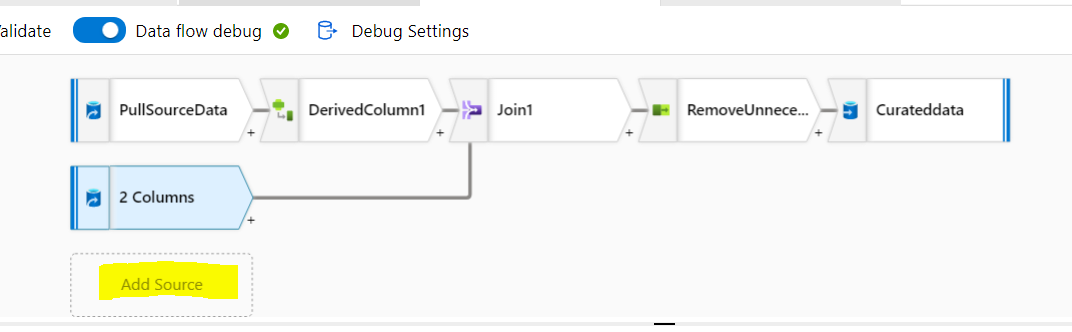 alidate Data flow debug Debug Settings
PullSourceData DerivedColumn1 Join1 RemoveUnnece... Curateddata
+ + + +
2 Columns
+
Add Source